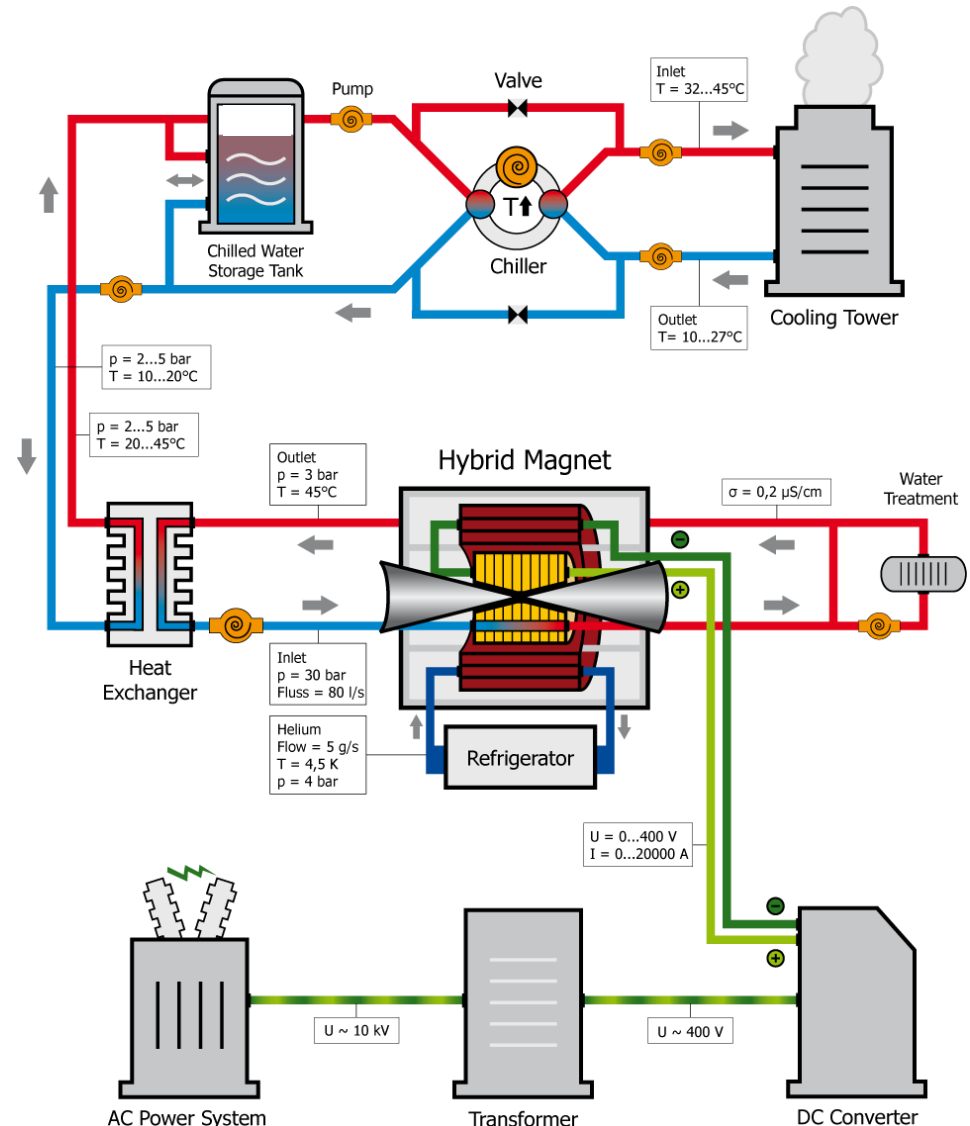 Pump
Valve
Inlet
T = 32...45°C
T
Chilled Water
Storage Tank
Chiller
Outlet
T= 10...27°C
Cooling Tower
p = 2...5 bar
T = 10...20°C
p = 2...5 bar
T = 20...45°C
Outlet
p = 3 bar
T = 45°C
Hybrid Magnet
σ = 0,2 µS/cm
Water
Treatment
−
+
Heat
Exchanger
Inlet
p = 30 bar
Fluss = 80 l/s
Helium
Flow = 5 g/s
T = 4,5 K
p = 4 bar
Refrigerator
U = 0...400 V
I = 0...20000 A
−
+
U ~ 10 kV
U ~ 400 V
AC Power System
Transformer
DC Converter